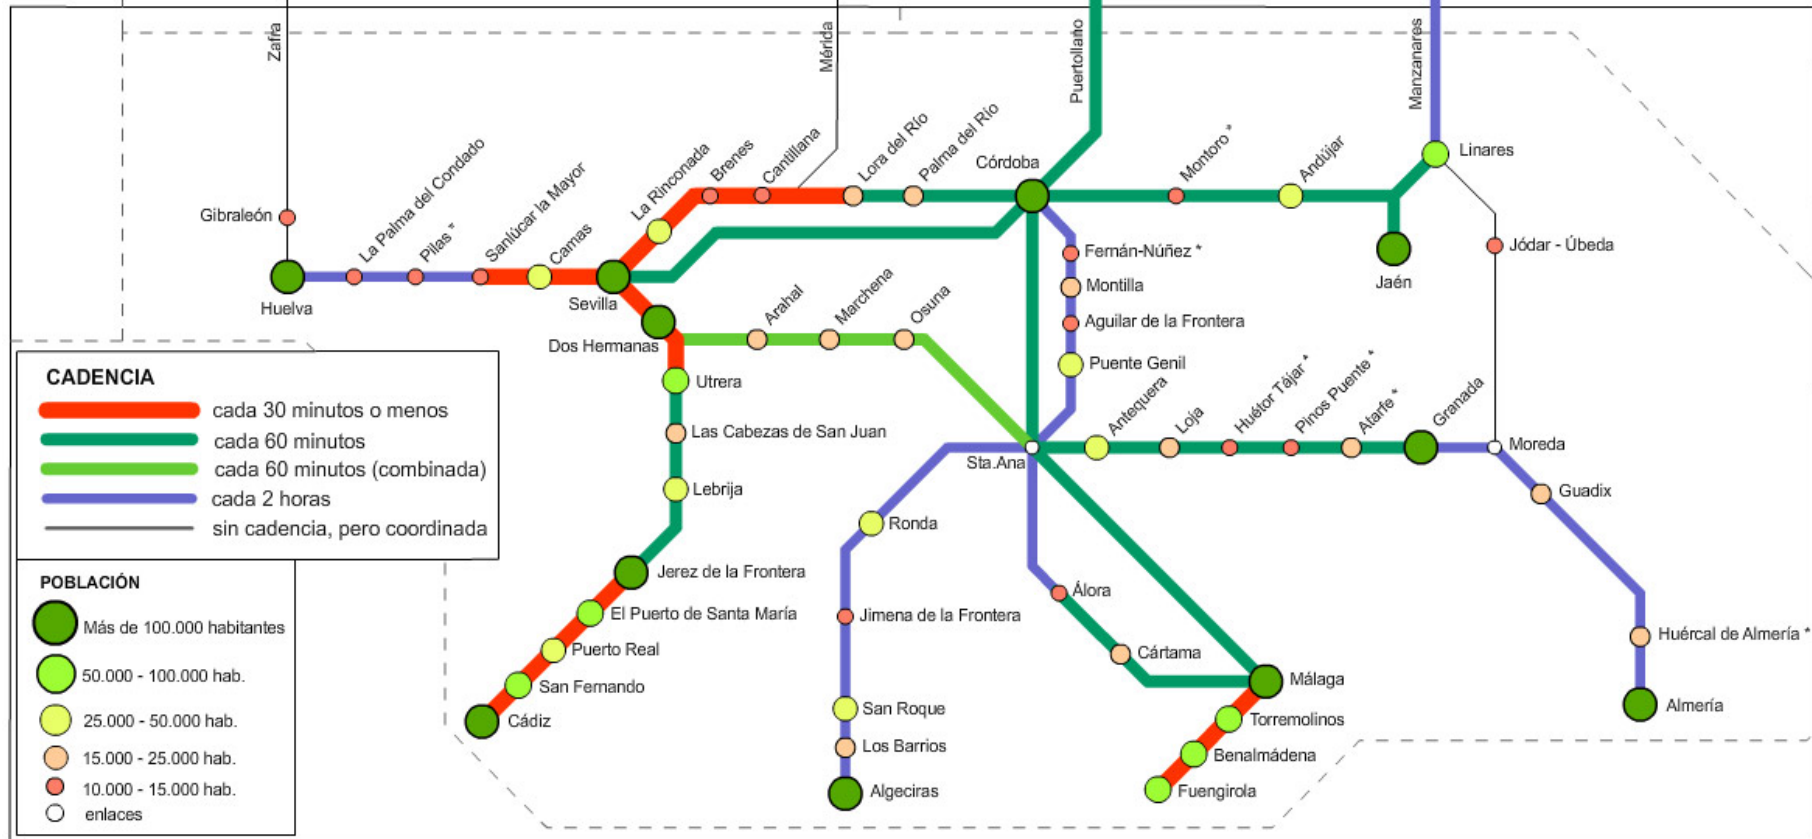 Zafra
Mérida
Puertollano
Manzanares
Gibraleón
La Palma del Condado
Pilas *
Sanlúcar la Mayor
Camas
La Rinconada
Brenes
Cantillana
Lora del Río
Palma del Río
Córdoba
Montoro *
Andújar
Linares
Huelva
Sevilla
Fernán-Núñez *
Jódar - Úbeda
Jaén
Montilla
Arahal
Marchena
Osuna
Aguilar de la Frontera
Dos Hermanas
Puente Genil
Utrera
Antequera
Loja
Huétor Tájar *
Pinos Puente *
Atarfe *
Granada
Las Cabezas de San Juan
Sta.Ana
Moreda
Lebrija
Guadix
Ronda
Jerez de la Frontera
Álora
El Puerto de Santa María
Jimena de la Frontera
Huércal de Almería *
Puerto Real
Cártama
San Fernando
Málaga
Cádiz
San Roque
Torremolinos
Almería
Los Barrios
Benalmádena
Algeciras
Fuengirola
CADENCIA
cada 30 minutos o menos
cada 60 minutos
cada 60 minutos (combinada)
cada 2 horas
sin cadencia, pero coordinada
POBLACIÓN
Más de 100.000 habitantes
50.000 - 100.000 hab.
25.000 - 50.000 hab.
15.000 - 25.000 hab.
10.000 - 15.000 hab.
enlaces